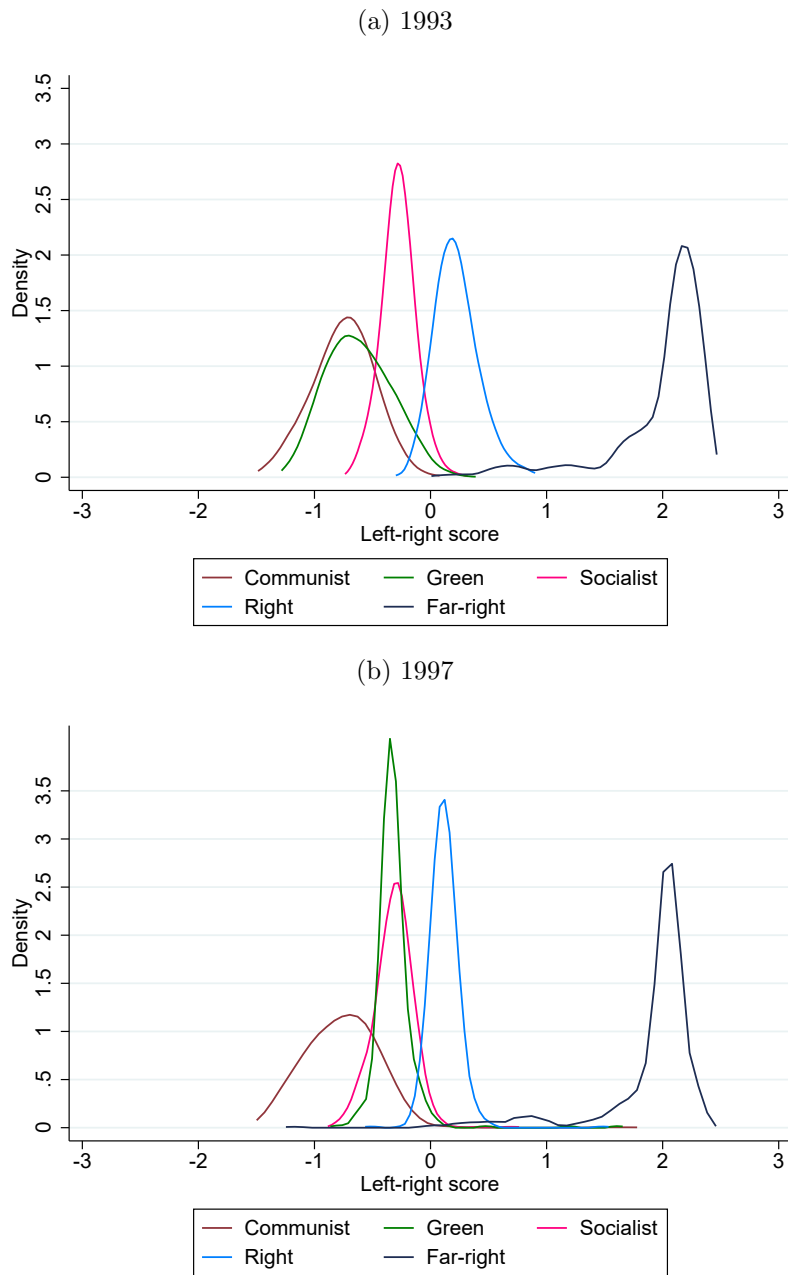 (a) 1993
3.5
3
2.5
2
1.5
1
.5
0
Density
-3 -2 -1 0 1 2 3
Left-right score
Communist Green Socialist
Right Far-right
(b) 1997
3.5
3
2.5
2
1.5
1
.5
0
Density
-3 -2 -1 0 1 2 3
Left-right score
Communist Green Socialist
Right Far-right